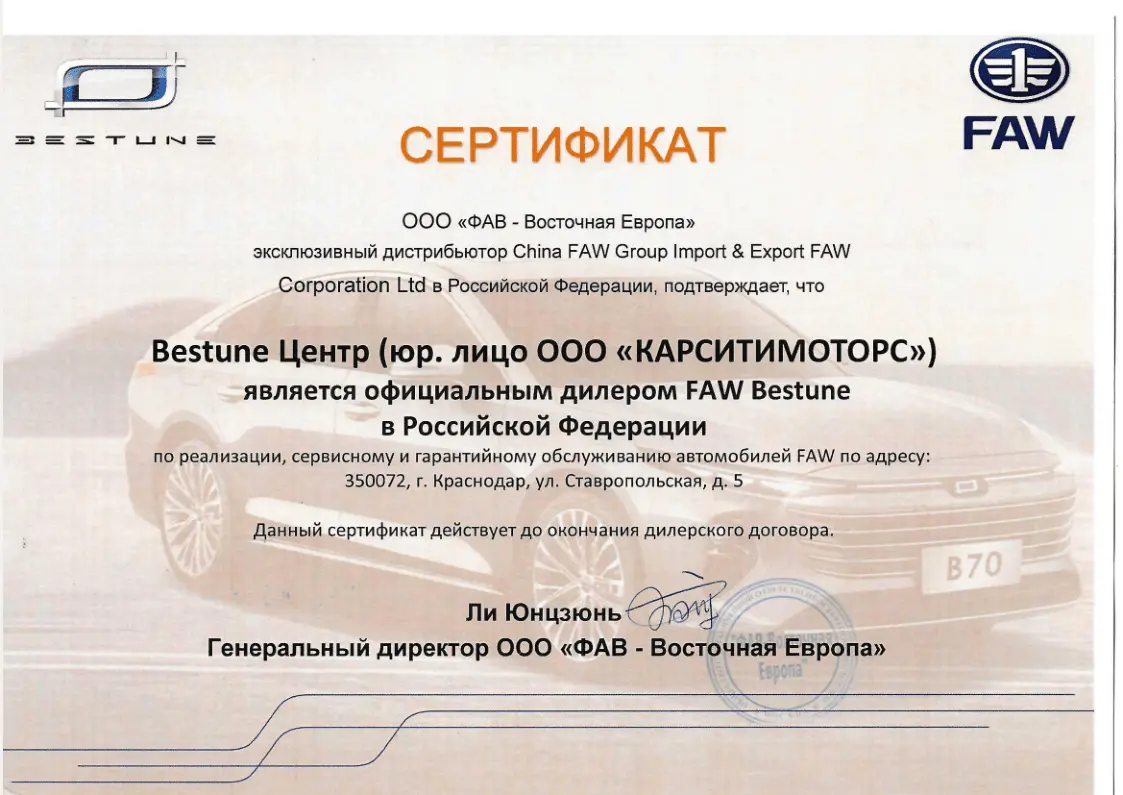 BESTUNE
FAW
СЕРТИФИКАТ
ООО «ФАВ - Восточная Европа»
эксклюзивный дистрибьютор China FAW Group Import & Export FAW
Corporation Ltd в Российской Федерации, подтверждает, что
Bestune Центр (юр. лицо ООО «КАРСИТИМОТОРС»)
является официальным дилером FAW Bestune
в Российской Федерации
по реализации, сервисному и гарантийному обслуживанию автомобилей FAW по адресу:
350072, г. Краснодар, ул. Ставропольская, д. 5
Данный сертификат действует до окончания дилерского договора.
B70
Ли Юнцзюнь
Генеральный директор ООО «ФАВ - Восточная Европа»
"ФАВ-Восточная
Европа"